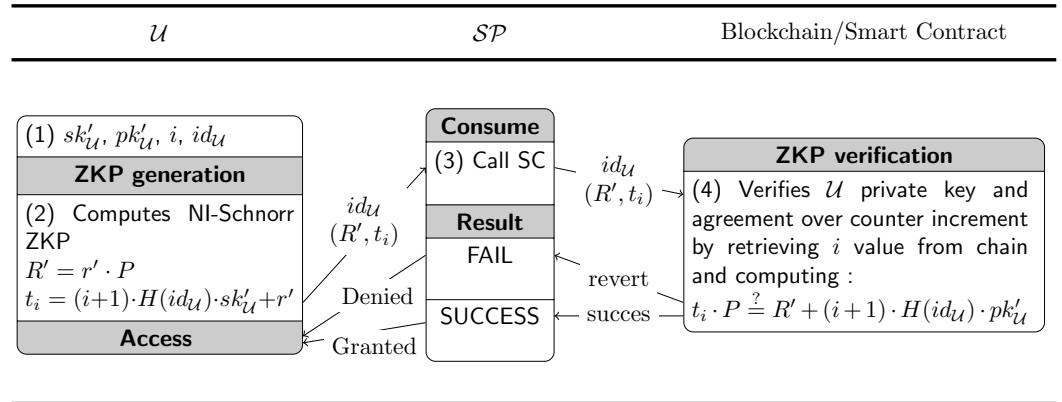 𝒰 𝒮𝒫 Blockchain/Smart Contract
(1) sk′_𝒰, pk′_𝒰, i, id_𝒰
ZKP generation
(2) Computes NI-Schnorr
ZKP
R′ = r′ · P
t_i = (i+1)·H(id_𝒰)·sk′_𝒰+r′
Access
id_𝒰
(R′, t_i)
Denied
Granted
Consume
(3) Call SC
Result
FAIL
SUCCESS
id_𝒰
(R′, t_i)
revert
succes
ZKP verification
(4) Verifies 𝒰 private key and
agreement over counter increment
by retrieving i value from chain
and computing :
t_i · P ≟ R′ + (i + 1) · H(id_𝒰) · pk′_𝒰